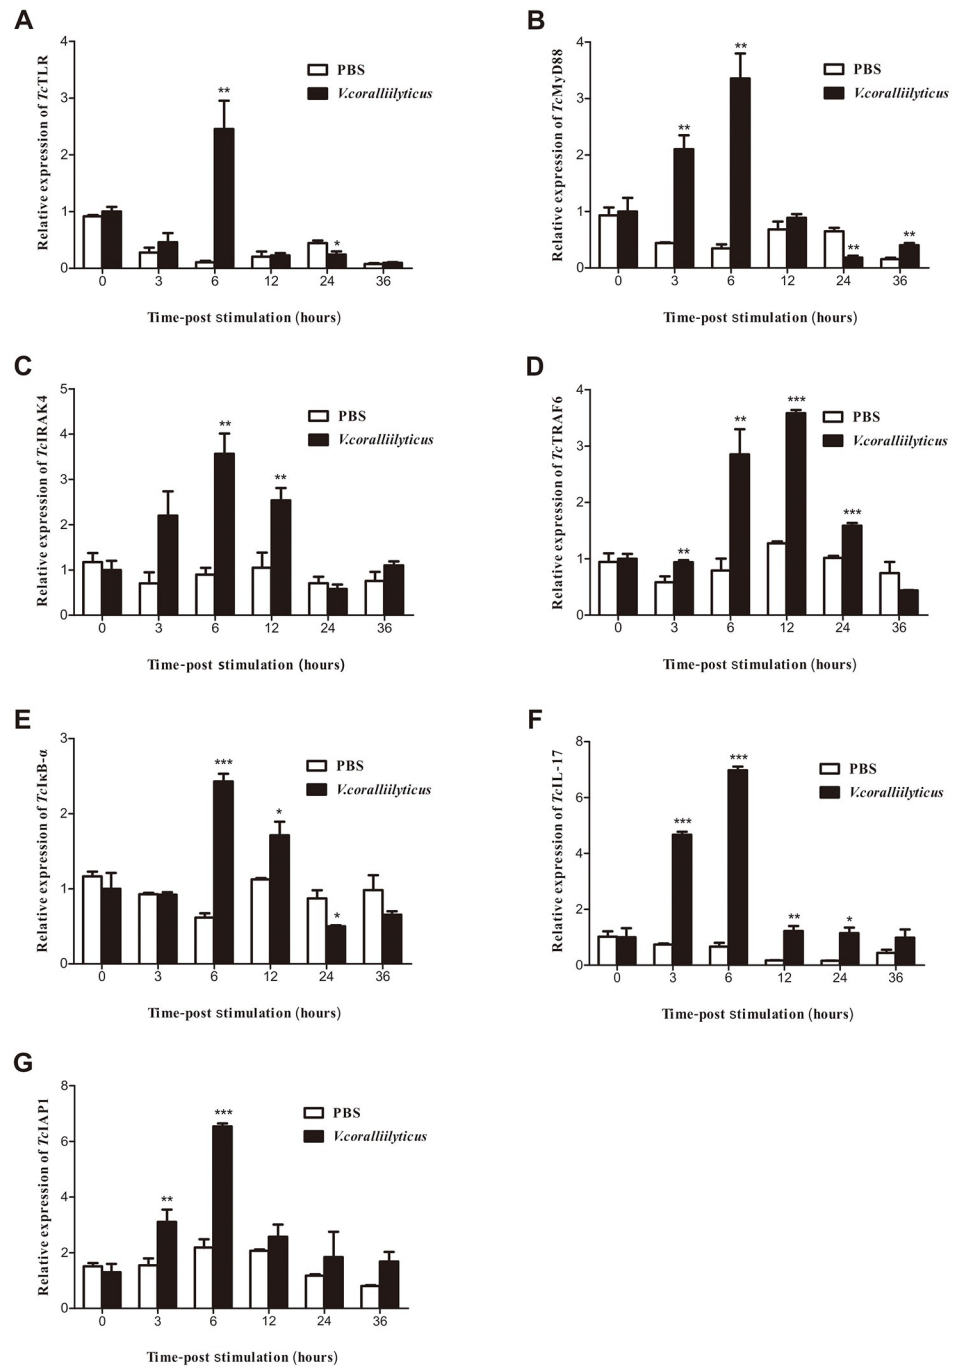 A
Relative expression of TcTLR
4
3
2
1
0
PBS
V.coralliilyticus
**
*
0 3 6 12 24 36
Time-post stimulation (hours)
B
Relative expression of TcMyD88
4
3
2
1
0
PBS
V.coralliilyticus
**
**
**
**
0 3 6 12 24 36
Time-post stimulation (hours)
C
Relative expression of TcIRAK4
5
4
3
2
1
0
PBS
V.coralliilyticus
**
**
0 3 6 12 24 36
Time-post stimulation (hours)
D
Relative expression of TcTRAF6
4
3
2
1
0
PBS
V.coralliilyticus
**
**
***
***
0 3 6 12 24 36
Time-post stimulation (hours)
E
Relative expression of TcIκB-α
3
2
1
0
PBS
V.coralliilyticus
***
*
*
0 3 6 12 24 36
Time-post stimulation (hours)
F
Relative expression of TcIL-17
8
6
4
2
0
PBS
V.coralliilyticus
***
***
**
*
0 3 6 12 24 36
Time-post stimulation (hours)
G
Relative expression of TcIAP1
8
6
4
2
0
PBS
V.coralliilyticus
**
***
0 3 6 12 24 36
Time-post stimulation (hours)